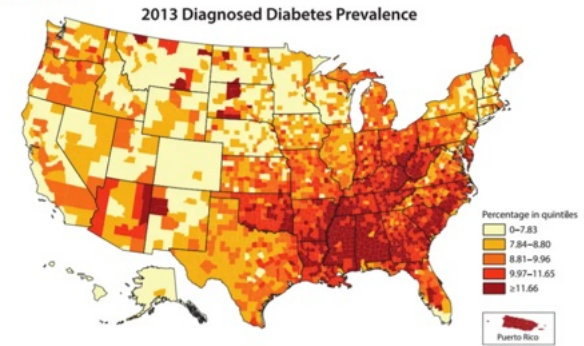 2013 Diagnosed Diabetes Prevalence
Percentage in quintiles
0–7.83
7.84–8.80
8.81–9.96
9.97–11.65
≥11.66
Puerto Rico